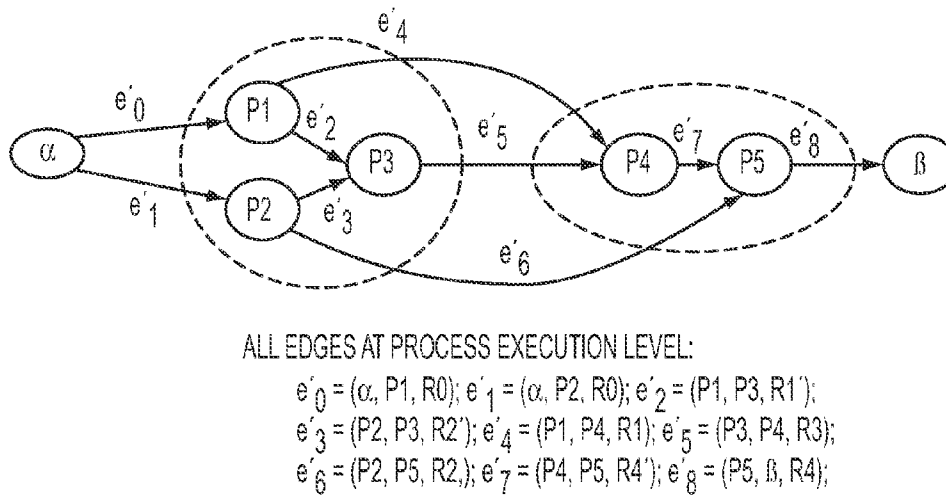 e´4
e´0
P1
e´2
e´5
e´7
e´8
α
P3
P4
P5
ß
e´1
P2
e´3
e´6
ALL EDGES AT PROCESS EXECUTION LEVEL:
e´0 = (α, P1, R0); e´1 = (α, P2, R0); e´2 = (P1, P3, R1´);
e´3 = (P2, P3, R2´); e´4 = (P1, P4, R1); e´5 = (P3, P4, R3);
e´6 = (P2, P5, R2,); e´7 = (P4, P5, R4´); e´8 = (P5, ß, R4);